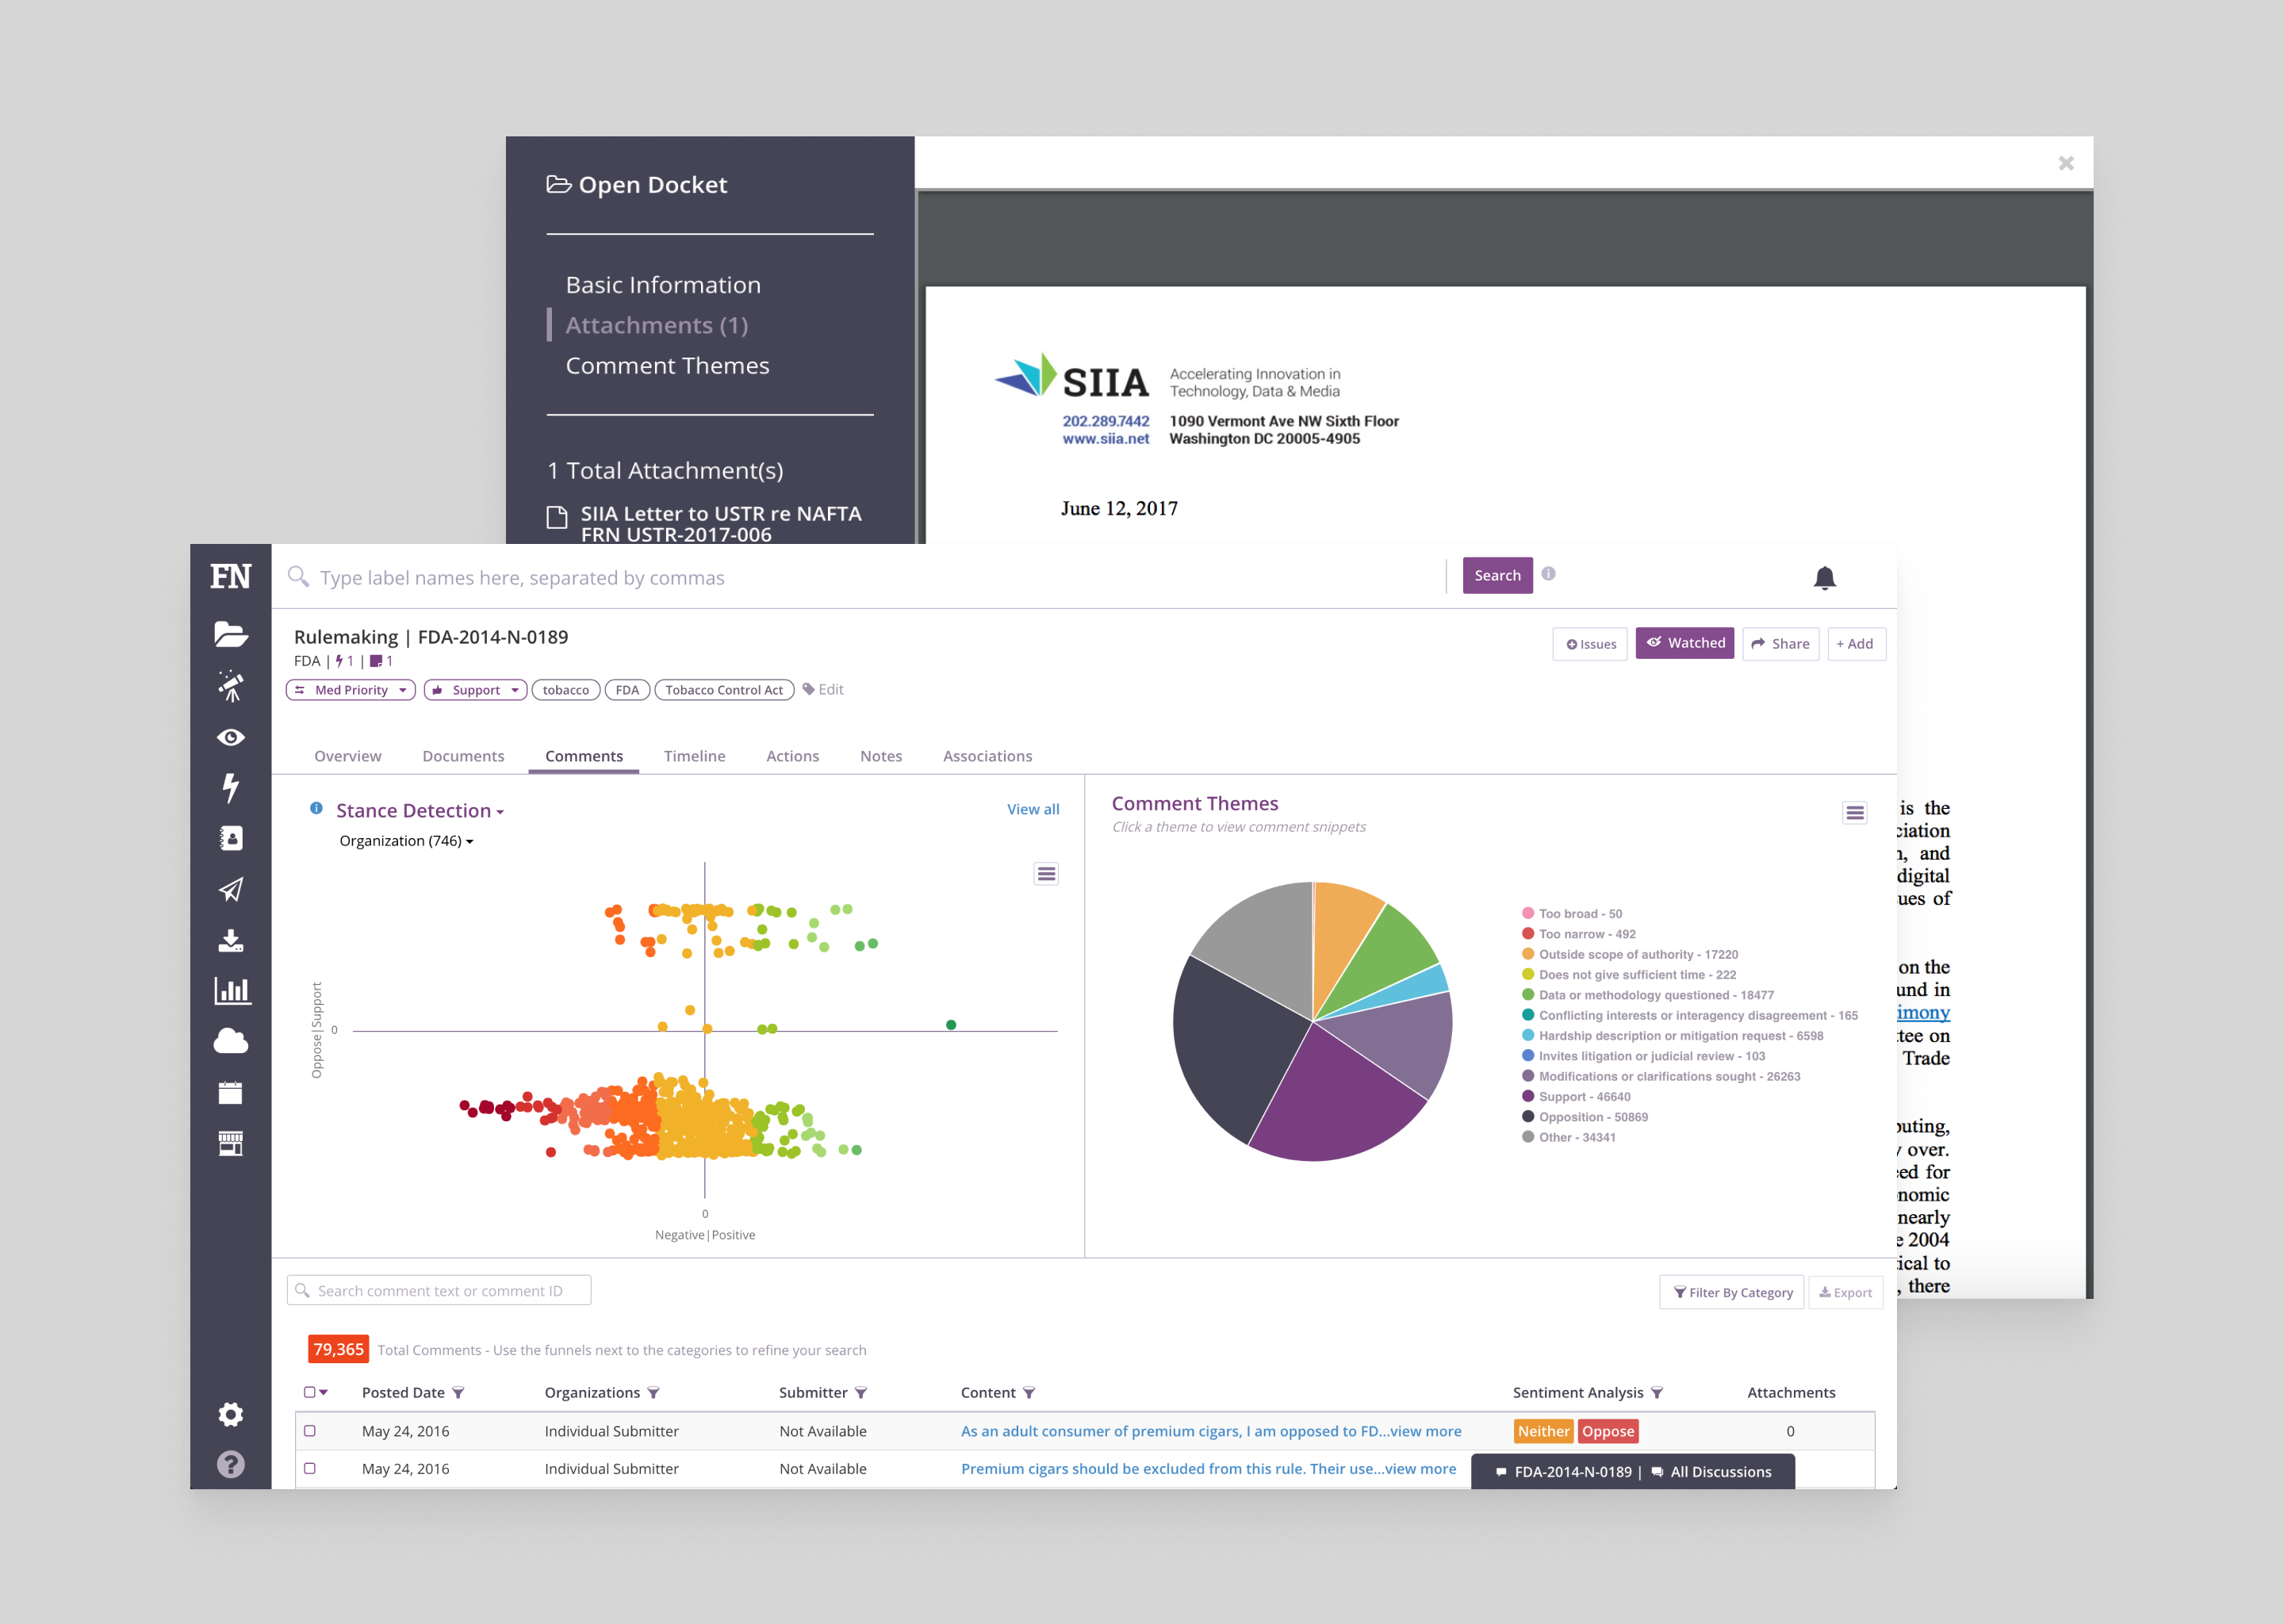 Open Docket
Basic Information
Attachments (1)
Comment Themes
1 Total Attachment(s)
SIIA Letter to USTR re NAFTA
FRN USTR-2017-006
SIIA
Accelerating Innovation in
Technology, Data & Media
202.289.7442
1090 Vermont Ave NW Sixth Floor
www.siia.net
Washington DC 20005-4905
June 12, 2017
is the
and
digital
ues of
on the
und in
imony
tee on
Trade
puting,
over.
ed for
nomic
nearly
2004
ical to
, there
FN
Type label names here, separated by commas
Search
Rulemaking | FDA-2014-N-0189
FDA | 1 | 1
Issues
Watched
Share
+ Add
Med Priority
Support
tobacco
FDA
Tobacco Control Act
Edit
Overview
Documents
Comments
Timeline
Actions
Notes
Associations
Stance Detection
View all
Organization (746)
Oppose|Support
0
0
Negative|Positive
Comment Themes
Click a theme to view comment snippets
Too broad - 50
Too narrow - 492
Outside scope of authority - 17220
Does not give sufficient time - 222
Data or methodology questioned - 18477
Conflicting interests or interagency disagreement - 165
Hardship description or mitigation request - 6598
Invites litigation or judicial review - 103
Modifications or clarifications sought - 26263
Support - 46640
Opposition - 50869
Other - 34341
Search comment text or comment ID
Filter By Category
Export
79,365 Total Comments - Use the funnels next to the categories to refine your search
Posted Date
Organizations
Submitter
Content
Sentiment Analysis
Attachments
May 24, 2016
Individual Submitter
Not Available
As an adult consumer of premium cigars, I am opposed to FD...view more
Neither
Oppose
0
May 24, 2016
Individual Submitter
Not Available
Premium cigars should be excluded from this rule. Their use...view more
FDA-2014-N-0189 | All Discussions